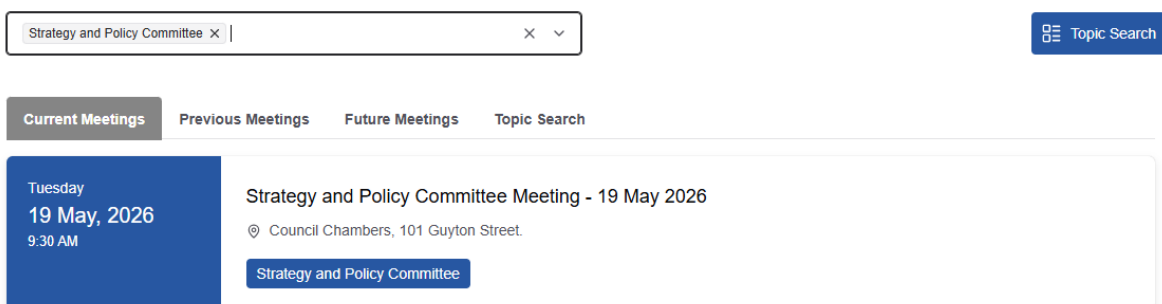 Strategy and Policy Committee
Topic Search
Current Meetings Previous Meetings Future Meetings Topic Search
Tuesday
19 May, 2026
9:30 AM
Strategy and Policy Committee Meeting - 19 May 2026
Council Chambers, 101 Guyton Street.
Strategy and Policy Committee